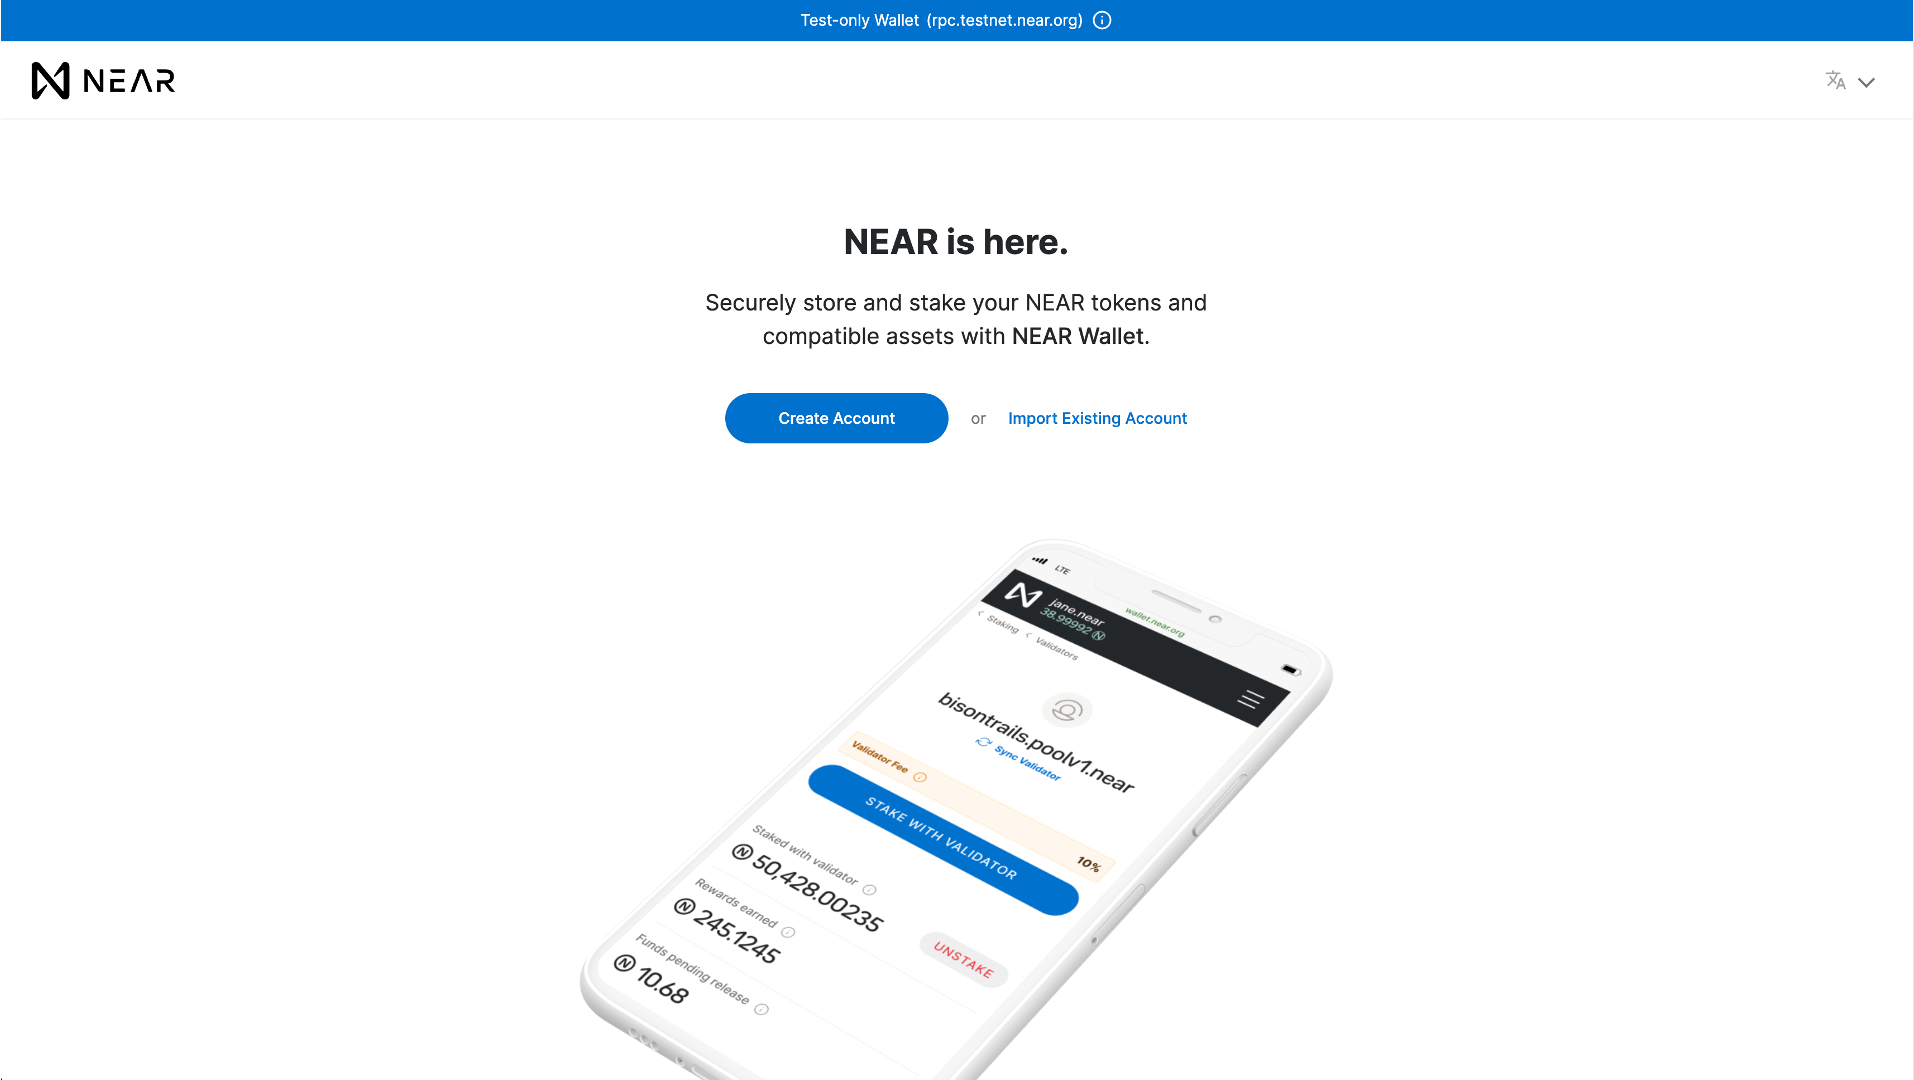 Test-only Wallet (rpc.testnet.near.org)
NEAR
NEAR is here.
Securely store and stake your NEAR tokens and
compatible assets with NEAR Wallet.
Create Account or Import Existing Account
LTE
jane.near
38.99992
wallet.near.org
Staking Validators
bisontrails.poolv1.near
Sync Validator
Validator Fee
10%
STAKE WITH VALIDATOR
Staked with validator
50,428.00235
Rewards earned
245.1245
UNSTAKE
Funds pending release
10.68